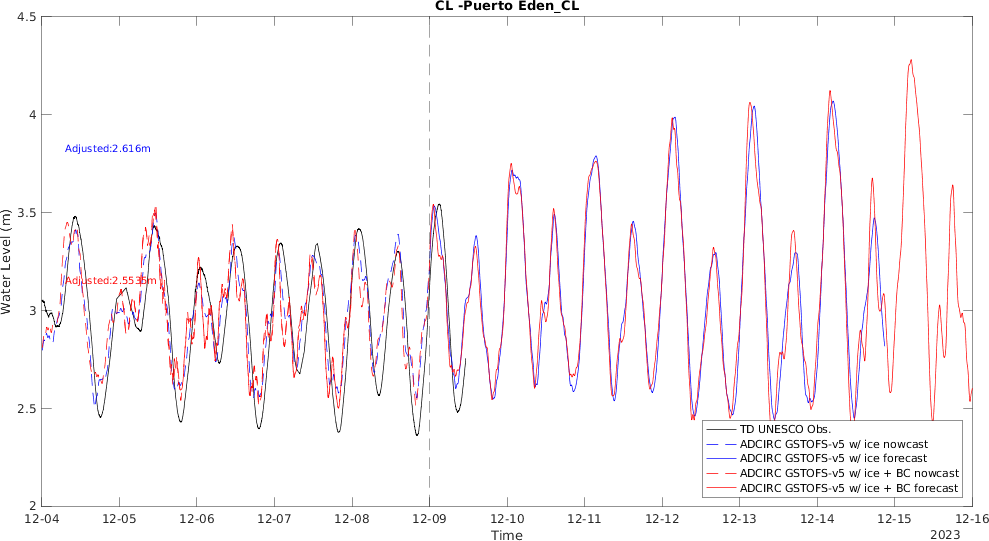 CL -Puerto Eden_CL
4.5
4
3.5
3
2.5
2
Water Level (m)
Adjusted:2.616m
Adjusted:2.5535m
TD UNESCO Obs.
ADCIRC GSTOFS-v5 w/ ice nowcast
ADCIRC GSTOFS-v5 w/ ice forecast
ADCIRC GSTOFS-v5 w/ ice + BC nowcast
ADCIRC GSTOFS-v5 w/ ice + BC forecast
12-04 12-05 12-06 12-07 12-08 12-09 12-10 12-11 12-12 12-13 12-14 12-15 12-16
Time
2023